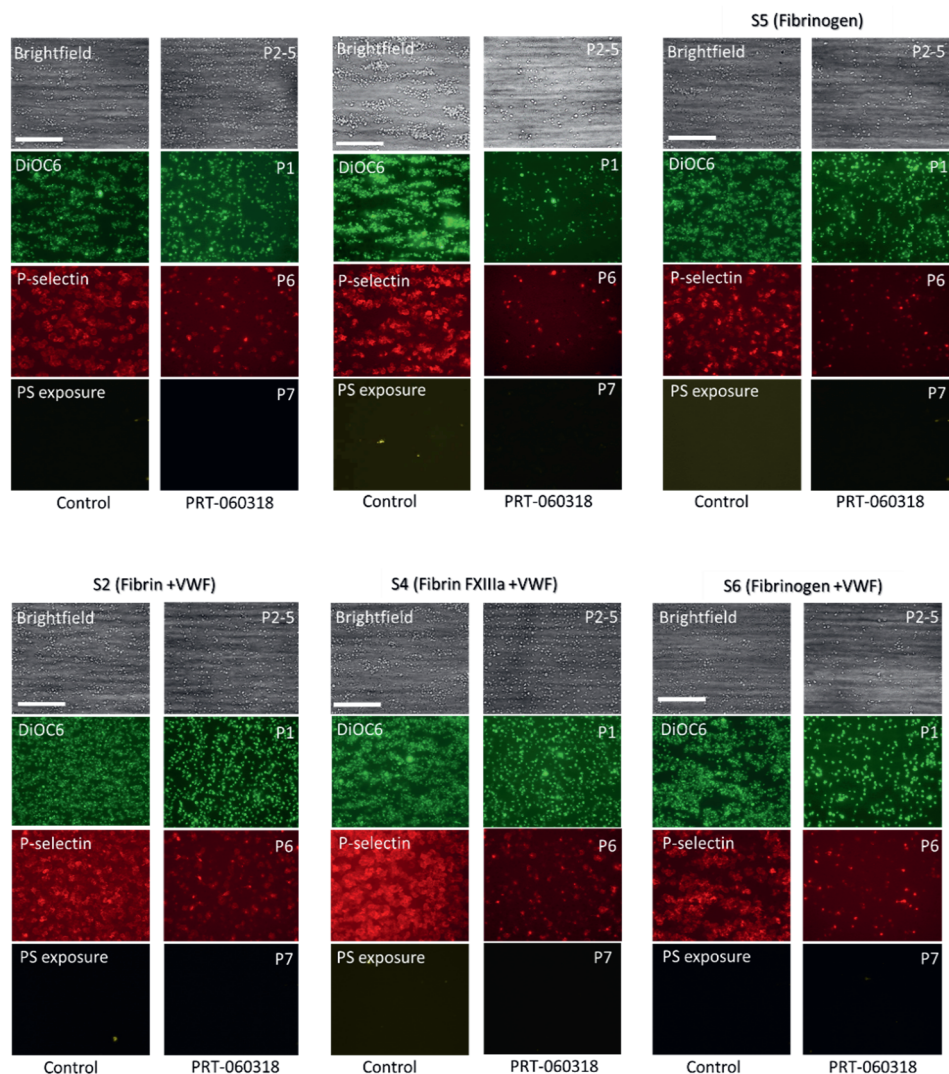 S5 (Fibrinogen)
Brightfield P2-5 Brightfield P2-5 Brightfield P2-5
DiOC6 P1 DiOC6 P1 DiOC6 P1
P-selectin P6 P-selectin P6 P-selectin P6
PS exposure P7 PS exposure P7 PS exposure P7
Control PRT-060318 Control PRT-060318 Control PRT-060318
S2 (Fibrin +VWF) S4 (Fibrin FXIIIa +VWF) S6 (Fibrinogen +VWF)
Brightfield P2-5 Brightfield P2-5 Brightfield P2-5
DiOC6 P1 DiOC6 P1 DiOC6 P1
P-selectin P6 P-selectin P6 P-selectin P6
PS exposure P7 PS exposure P7 PS exposure P7
Control PRT-060318 Control PRT-060318 Control PRT-060318